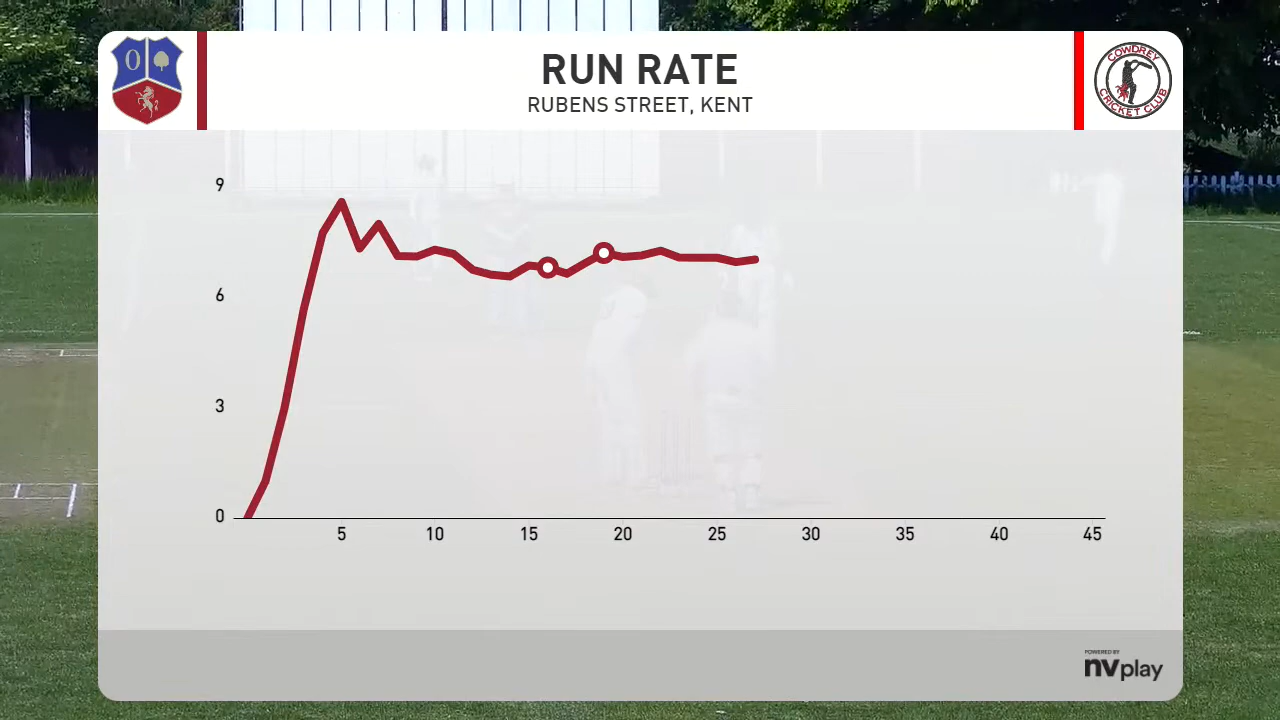 RUN RATE
RUBENS STREET, KENT
O
COWDREY
CRICKET CLUB
9
6
3
0
5 10 15 20 25 30 35 40 45
POWERED BY
nvplay